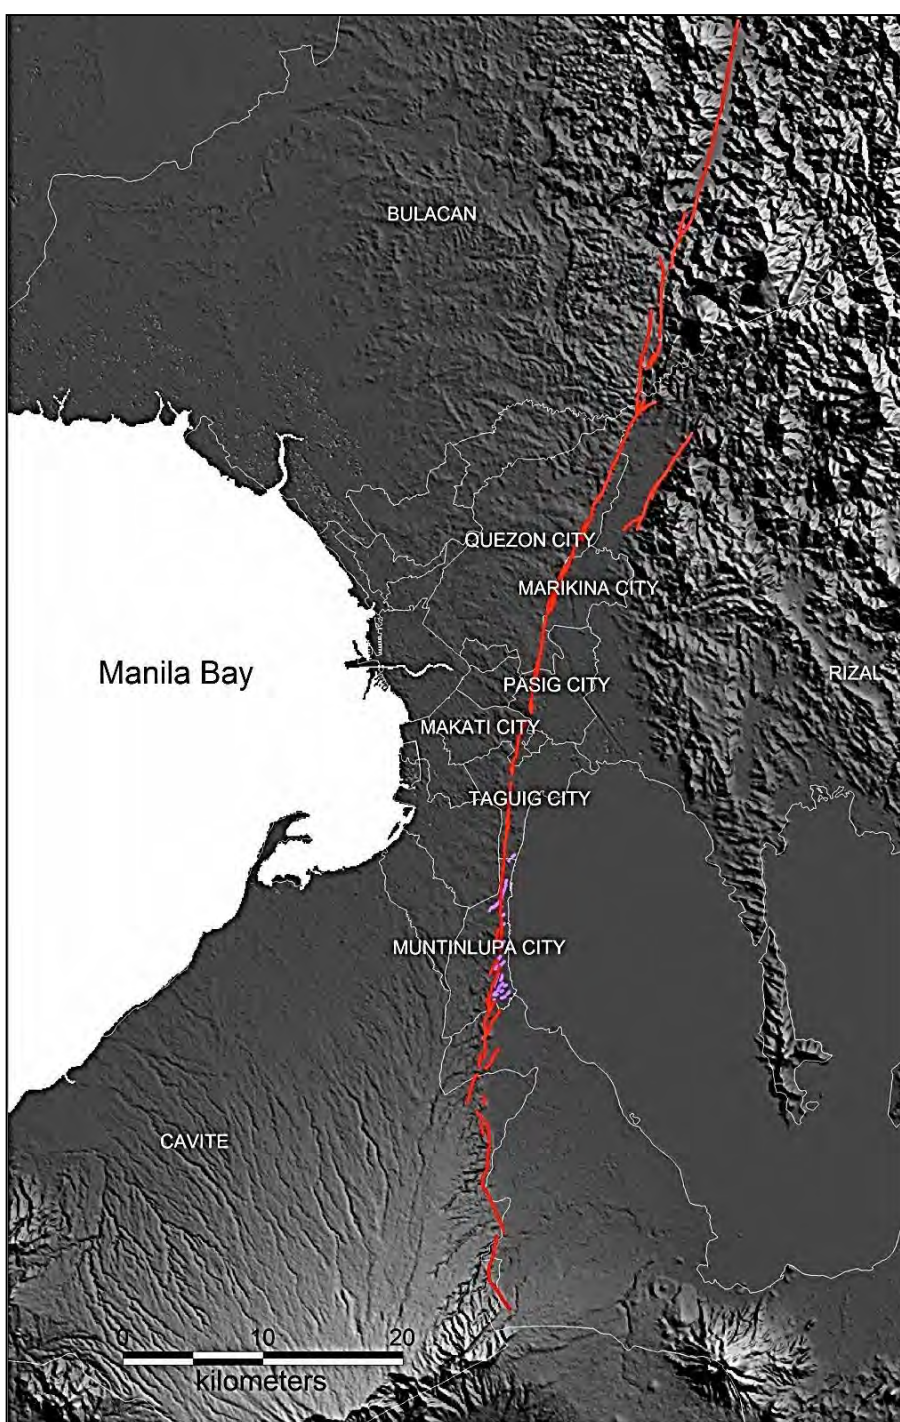 BULACAN
QUEZON CITY
MARIKINA CITY
Manila Bay
PASIG CITY
RIZAL
MAKATI CITY
TAGUIG CITY
MUNTINLUPA CITY
CAVITE
0 10 20
kilometers